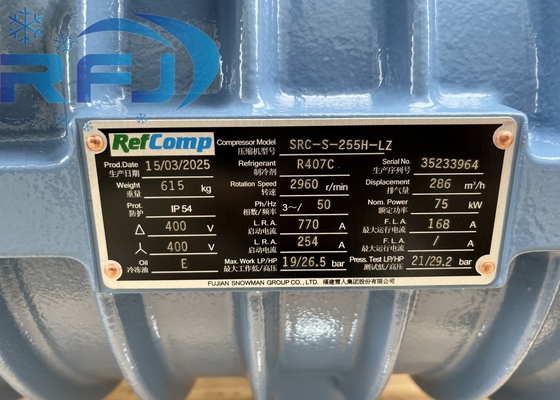 RFJ
RefComp
Compressor Model SRC-S-255H-LZ
压缩机型号
Prod.Date 15/03/2025 Refrigerant R407C Serial No. 35233964
生产日期 制冷剂 生产序列号
Weight 615 kg Rotation Speed 2960 r/min Displacement 286 m³/h
重量 转速 排气量
Prot. IP 54 Ph/Hz 3~/ 50 Nom. Power 75 kW
防护 相数/频率 额定功率
△ 400 V L.R.A. 770 A F.L.A. 168 A
启动电流 最大运行电流
400 V L.R.A. 254 A F.L.A. / A
启动电流 最大运行电流
Oil E Max. Work LP/HP 19/26.5 bar Press. Test LP/HP 21/29.2 bar
冷冻油 最大工作低/高压 测试低/高压
FUJIAN SNOWMAN GROUP CO., LTD. 福建雪人集团股份有限公司